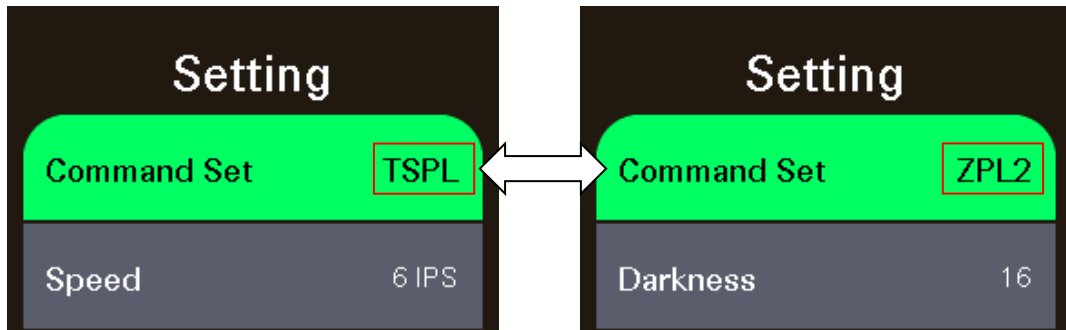 Setting
Command Set TSPL
Speed 6 IPS
Setting
Command Set ZPL2
Darkness 16